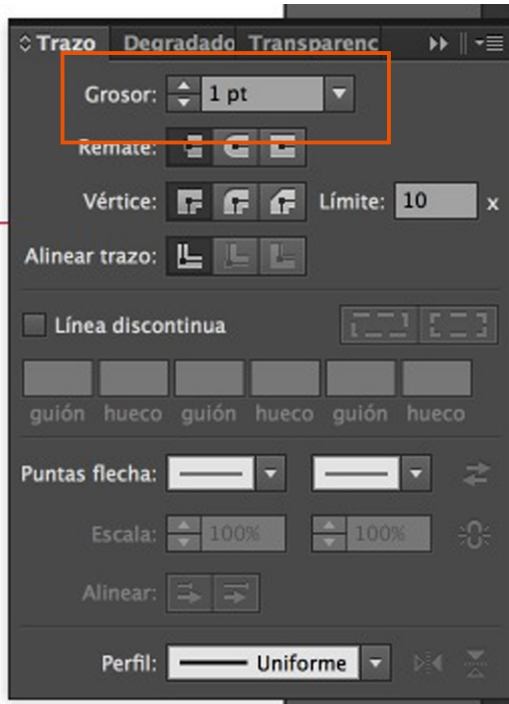 Trazo Degradado Transparenc
Grosor: 1 pt
Remate:
Vértice: Límite: 10 x
Alinear trazo:
Línea discontinua
guión hueco guión hueco guión hueco
Puntas flecha:
Escala: 100% 100%
Alinear:
Perfil: Uniforme